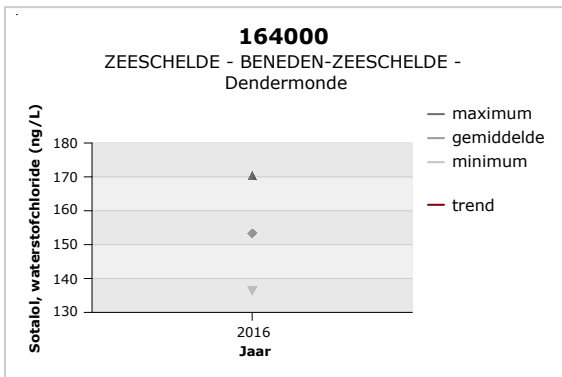 164000
ZEESCHELDE - BENEDEN-ZEESCHELDE -
Dendermonde
maximum
gemiddelde
minimum
trend
Sotalol, waterstofchloride (ng/L)
180
170
160
150
140
130
2016
Jaar